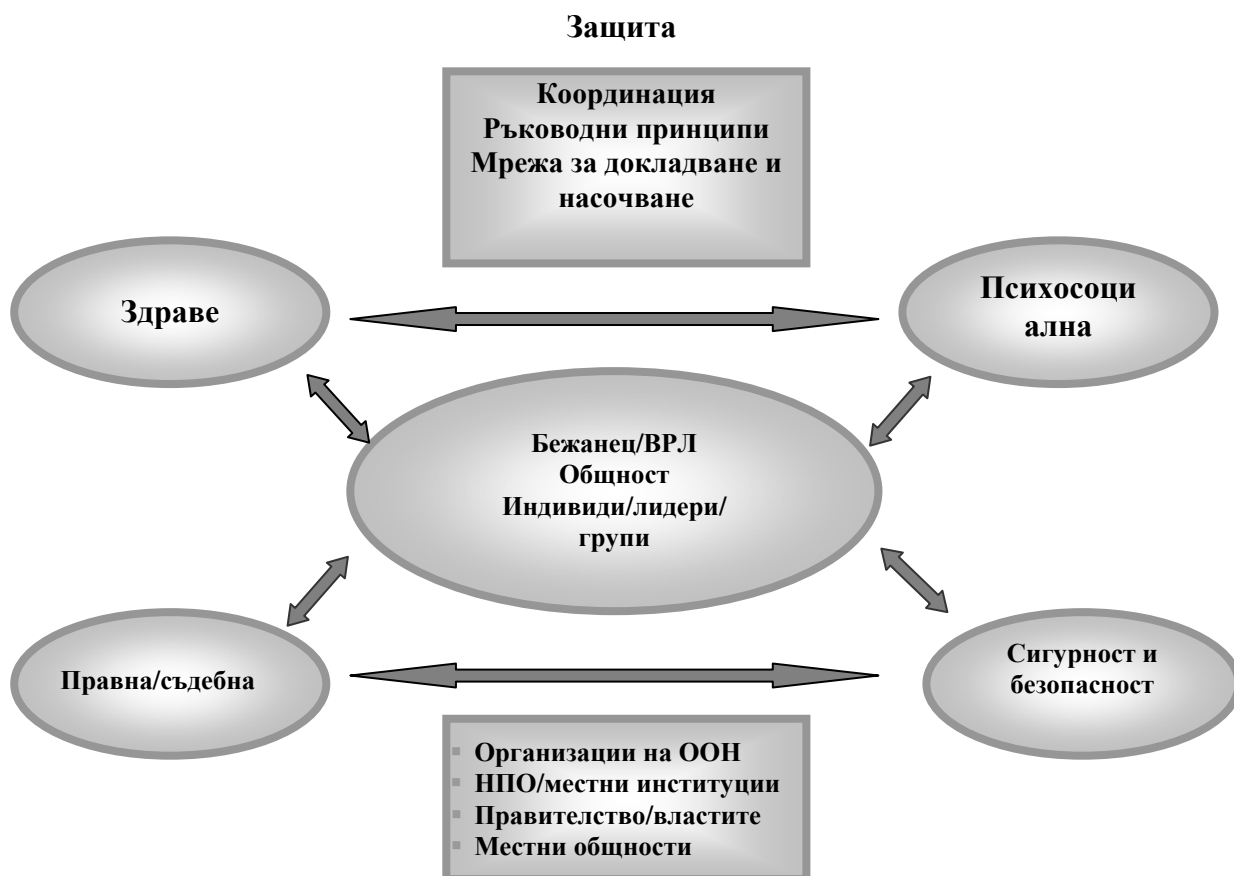 Защита
Координация
Ръководни принципи
Мрежа за докладване и
насочване
Здраве
Психосоци
ална
Бежанец/ВРЛ
Общност
Индивиди/лидери/
групи
Правна/съдебна
Сигурност и
безопасност
▪ Организации на ООН
▪ НПО/местни институции
▪ Правителство/властите
▪ Местни общности